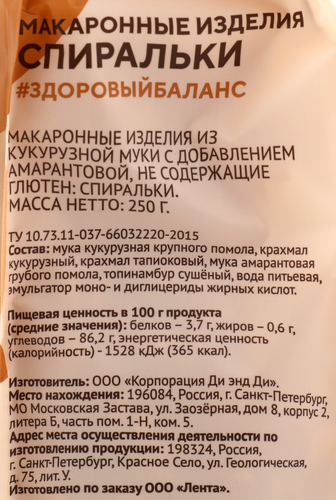 МАКАРОННЫЕ ИЗДЕЛИЯ
СПИРАЛЬКИ
#ЗДОРОВЫЙБАЛАНС
МАКАРОННЫЕ ИЗДЕЛИЯ ИЗ
КУКУРУЗНОЙ МУКИ С ДОБАВЛЕНИЕМ
АМАРАНТОВОЙ, НЕ СОДЕРЖАЩИЕ
ГЛЮТЕН: СПИРАЛЬКИ.
МАССА НЕТТО: 250 Г.
ТУ 10.73.11-037-66032220-2015
Состав: мука кукурузная крупного помола, крахмал
кукурузный, крахмал тапиоковый, мука амарантовая
грубого помола, топинамбур сушёный, вода питьевая,
эмульгатор моно- и диглицериды жирных кислот.
Пищевая ценность в 100 г продукта
(средние значения): белков – 3,7 г, жиров – 0,6 г,
углеводов – 86,2 г, энергетическая ценность
(калорийность) - 1528 кДж (365 ккал).
Изготовитель: ООО «Корпорация Ди энд Ди».
Место нахождения: 196084, Россия, г. Санкт-Петербург,
МО Московская Застава, ул. Заозёрная, дом 8, корпус 2,
литера Б, часть пом. 1-Н, ком. 5.
Адрес места осуществления деятельности по
изготовлению продукции: 198324, Россия,
г. Санкт-Петербург, Красное Село, ул. Геологическая,
д. 75, лит. У.
Изготовлено по заказу ООО «Лента».